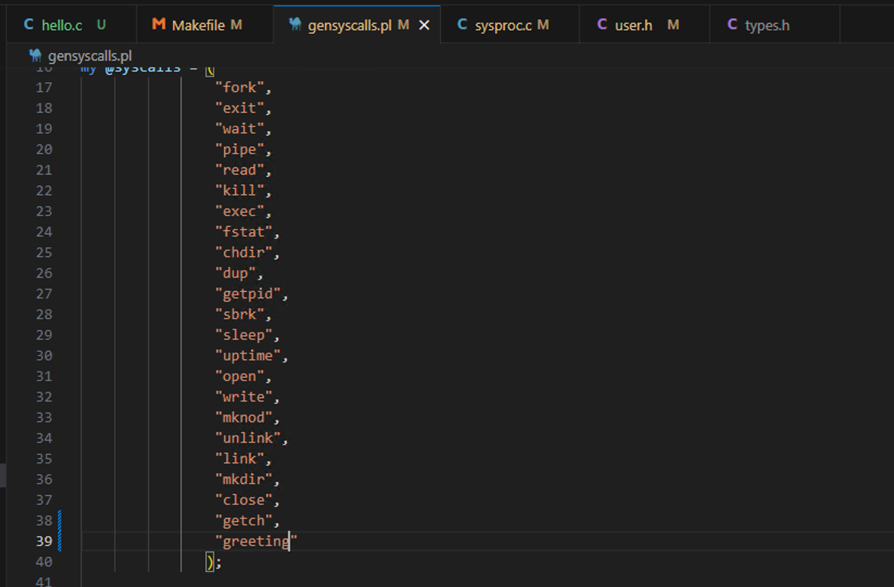 hello.c U Makefile M gensyscalls.pl M sysproc.c M user.h M types.h
gensyscalls.pl
16 my @syscalls = (
17 "fork",
18 "exit",
19 "wait",
20 "pipe",
21 "read",
22 "kill",
23 "exec",
24 "fstat",
25 "chdir",
26 "dup",
27 "getpid",
28 "sbrk",
29 "sleep",
30 "uptime",
31 "open",
32 "write",
33 "mknod",
34 "unlink",
35 "link",
36 "mkdir",
37 "close",
38 "getch",
39 "greeting"
40 );
41